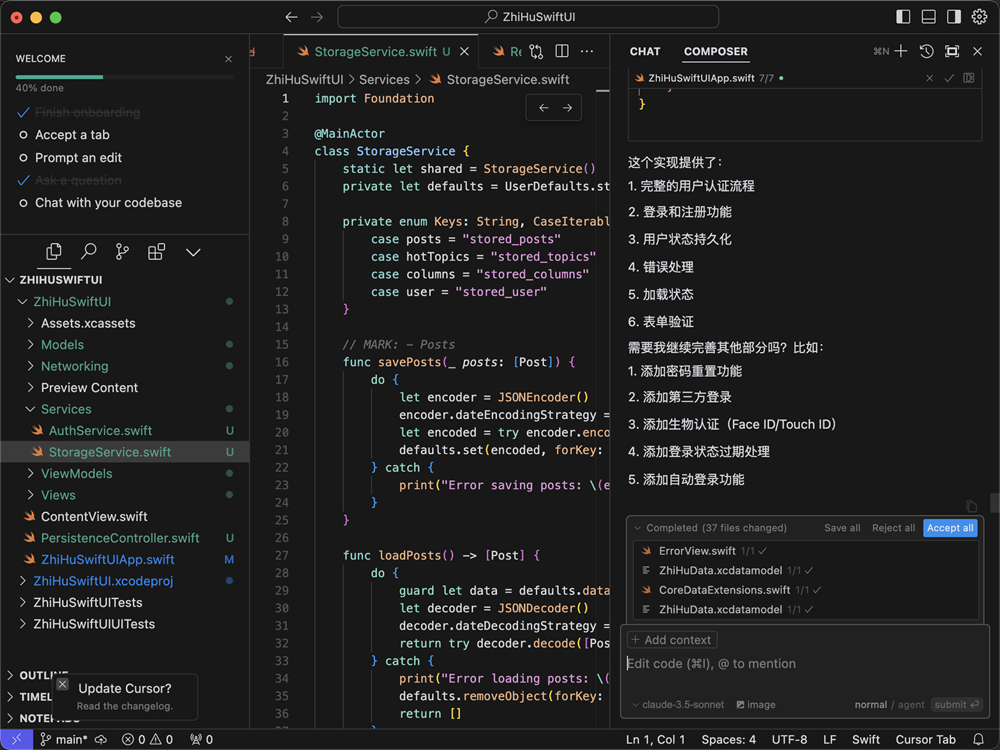 ZhiHuSwiftUI
WELCOME
40% done
Finish onboarding
Accept a tab
Prompt an edit
Ask a question
Chat with your codebase
ZHIHUSWIFTUI
ZhiHuSwiftUI
Assets.xcassets
Models
Networking
Preview Content
Services
AuthService.swift U
StorageService.swift U
ViewModels
Views
ContentView.swift
PersistenceController.swift U
ZhiHuSwiftUIApp.swift M
ZhiHuSwiftUI.xcodeproj
ZhiHuSwiftUITests
ZhiHuSwiftUIUITests
OUTLINE
Update Cursor?
Read the changelog.
StorageService.swift U
Re
ZhiHuSwiftUI > Services > StorageService.swift
1 import Foundation
2
3 @MainActor
4 class StorageService {
5 static let shared = StorageService()
6 private let defaults = UserDefaults.st
7
8 private enum Keys: String, CaseIterabl
9 case posts = "stored_posts"
10 case hotTopics = "stored_topics"
11 case columns = "stored_columns"
12 case user = "stored_user"
13 }
14
15 // MARK: – Posts
16 func savePosts(_ posts: [Post]) {
17 do {
18 let encoder = JSONEncoder()
19 encoder.dateEncodingStrategy =
20 let encoded = try encoder.enco
21 defaults.set(encoded, forKey:
22 } catch {
23 print("Error saving posts: \(e
24 }
25 }
26
27 func loadPosts() -> [Post] {
28 do {
29 guard let data = defaults.data
30 let decoder = JSONDecoder()
31 decoder.dateDecodingStrategy =
32 return try decoder.decode([Pos
33 } catch {
34 print("Error loading posts: \(
35 defaults.removeObject(forKey:
36 return []
CHAT COMPOSER ⌘N
ZhiHuSwiftUIApp.swift 7/7
}
这个实现提供了：
1. 完整的用户认证流程
2. 登录和注册功能
3. 用户状态持久化
4. 错误处理
5. 加载状态
6. 表单验证
需要我继续完善其他部分吗？比如：
1. 添加密码重置功能
2. 添加第三方登录
3. 添加生物认证（Face ID/Touch ID）
4. 添加登录状态过期处理
5. 添加自动登录功能
Completed (37 files changed) Save all Reject all Accept all
ErrorView.swift 1/1
ZhiHuData.xcdatamodel 1/1
CoreDataExtensions.swift 1/1
ZhiHuData.xcdatamodel 1/1
+ Add context
Edit code (⌘I), @ to mention
claude-3.5-sonnet image normal / agent submit
main* 0 0 0
Ln 1, Col 1 Spaces: 4 UTF-8 LF Swift Cursor Tab